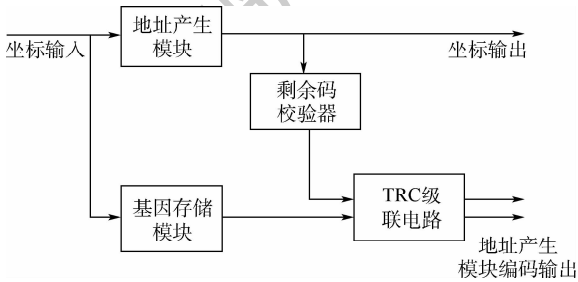 地址产生
模块
坐标输入
坐标输出
剩余码
校验器
基因存储
模块
TRC级
联电路
地址产生
模块编码输出